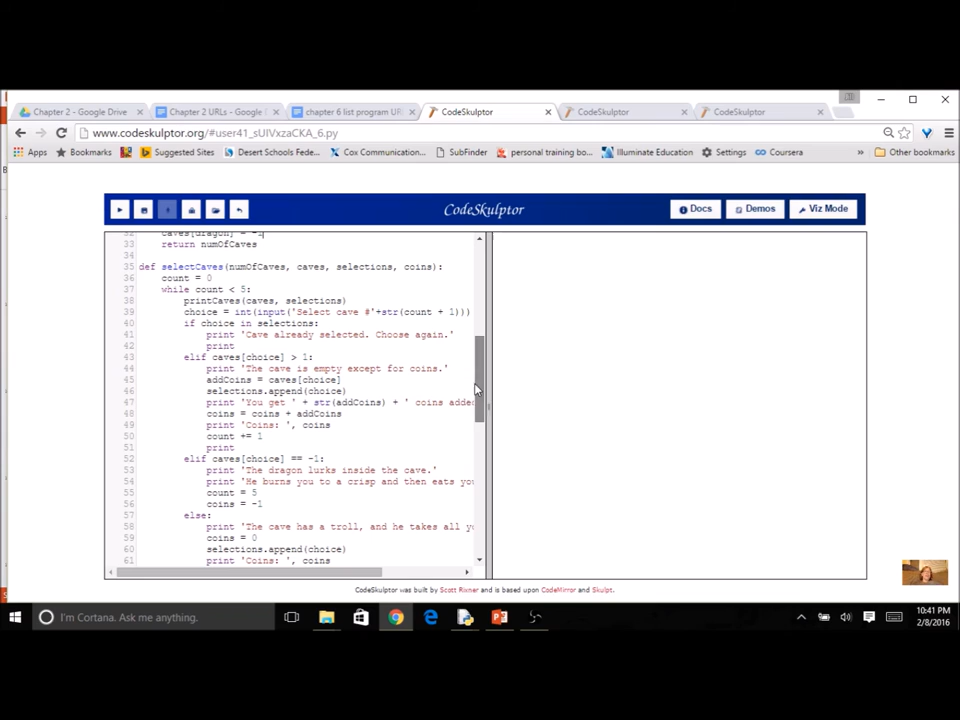 Chapter 2 - Google Drive
Chapter 2 URLs - Google
chapter 6 list program UR
CodeSkulptor
CodeSkulptor
CodeSkulptor
www.codeskulptor.org/#user41_sUIVxzaCKA_6.py
Apps
Bookmarks
Suggested Sites
Desert Schools Fede...
Cox Communication...
SubFinder
personal training bo...
Illuminate Education
Settings
Coursera
»
Other bookmarks
CodeSkulptor
Docs
Demos
Viz Mode
32 caves[dragon] = -1
33 return numOfCaves
34
35 def selectCaves(numOfCaves, caves, selections, coins):
36 count = 0
37 while count < 5:
38 printCaves(caves, selections)
39 choice = int(input('Select cave #'+str(count + 1)))
40 if choice in selections:
41 print 'Cave already selected. Choose again.'
42 print
43 elif caves[choice] > 1:
44 print 'The cave is empty except for coins.'
45 addCoins = caves[choice]
46 selections.append(choice)
47 print 'You get ' + str(addCoins) + ' coins adde
48 coins = coins + addCoins
49 print 'Coins: ', coins
50 count += 1
51 print
52 elif caves[choice] == -1:
53 print 'The dragon lurks inside the cave.'
54 print 'He burns you to a crisp and then eats yo
55 count = 5
56 coins = -1
57 else:
58 print 'The cave has a troll, and he takes all y
59 coins = 0
60 selections.append(choice)
61 print 'Coins: ', coins
CodeSkulptor was built by Scott Rixner and is based upon CodeMirror and Skulpt.
I'm Cortana. Ask me anything.
10:41 PM
2/8/2016